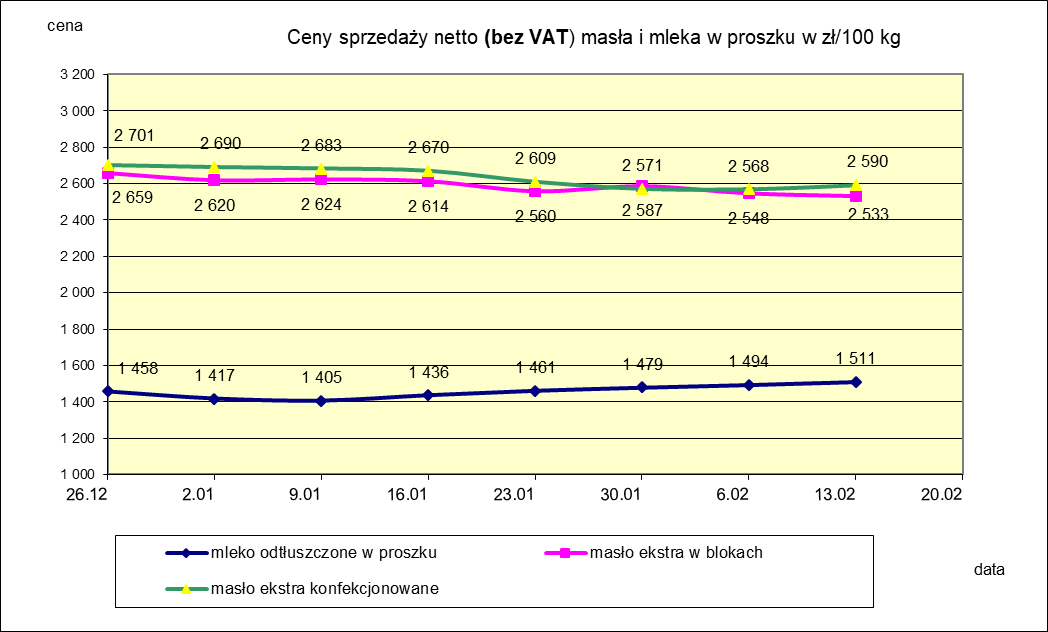 cena
Ceny sprzedaży netto (bez VAT) masła i mleka w proszku w zł/100 kg
3 200
3 000
2 800
2 600
2 400
2 200
2 000
1 800
1 600
1 400
1 200
1 000
2 701 2 690 2 683 2 670 2 609 2 571 2 568 2 590
2 659 2 620 2 624 2 614 2 560 2 587 2 548 2 533
1 458 1 417 1 405 1 436 1 461 1 479 1 494 1 511
26.12 2.01 9.01 16.01 23.01 30.01 6.02 13.02 20.02
mleko odtłuszczone w proszku masło ekstra w blokach
masło ekstra konfekcjonowane
data